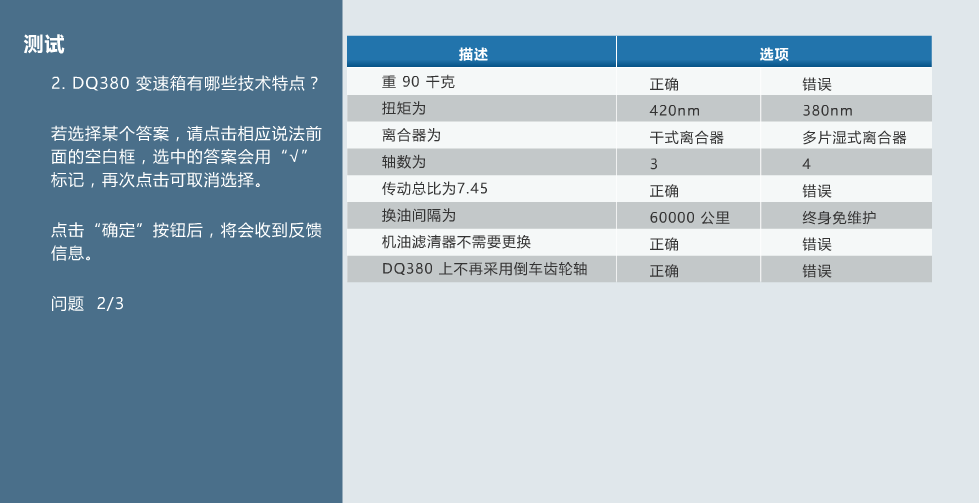 测试
2. DQ380 变速箱有哪些技术特点？
若选择某个答案，请点击相应说法前
面的空白框，选中的答案会用“√”
标记，再次点击可取消选择。
点击“确定”按钮后，将会收到反馈
信息。
问题 2/3
描述 选项
重 90 千克 正确 错误
扭矩为 420nm 380nm
离合器为 干式离合器 多片湿式离合器
轴数为 3 4
传动总比为7.45 正确 错误
换油间隔为 60000 公里 终身免维护
机油滤清器不需要更换 正确 错误
DQ380 上不再采用倒车齿轮轴 正确 错误